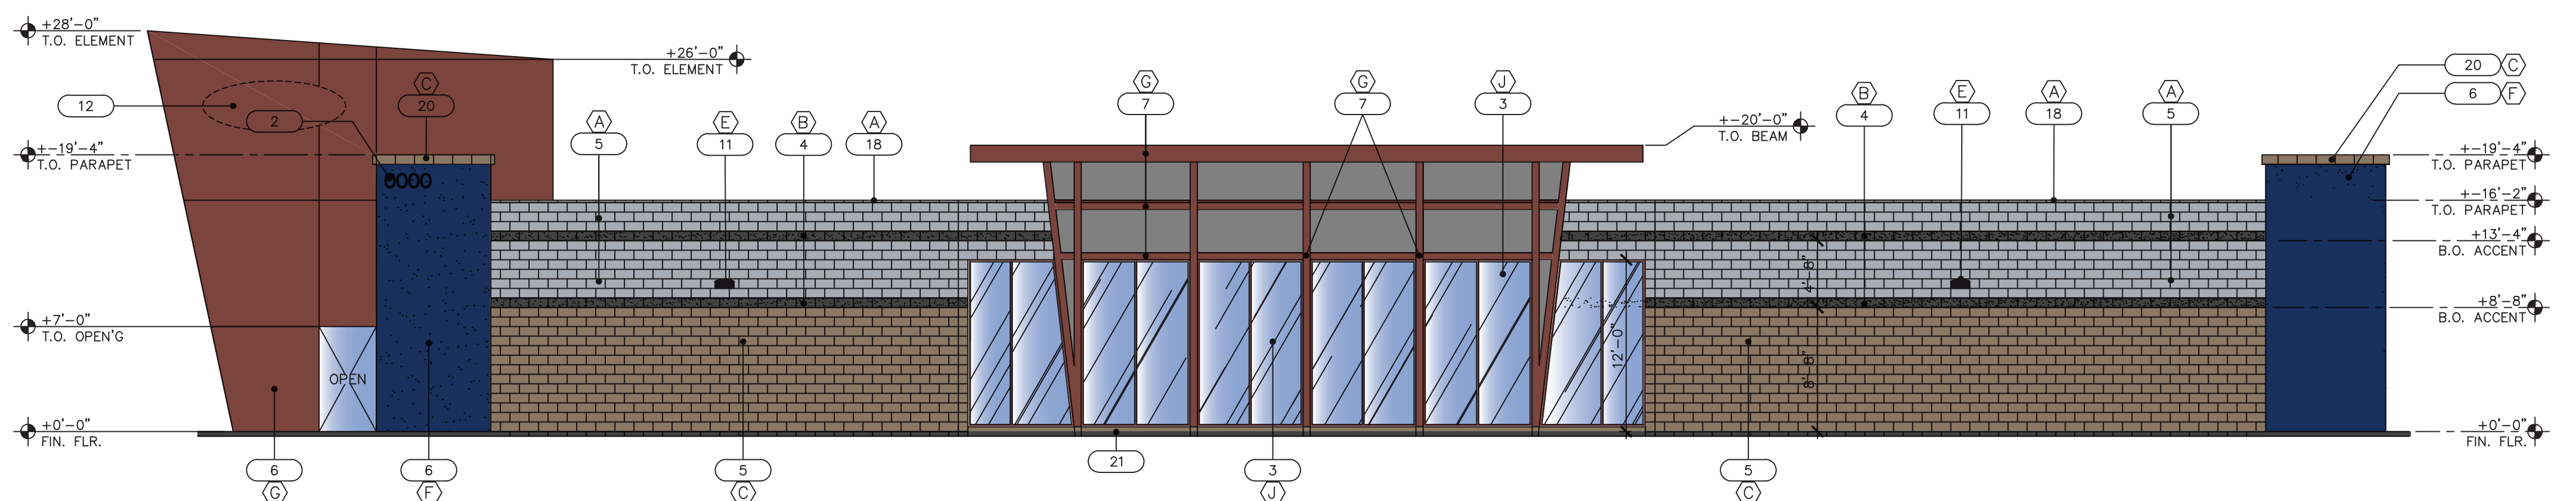 +28'-0"
T.O. ELEMENT
+26'-0"
T.O. ELEMENT
12
2
C
20
+-19'-4"
T.O. PARAPET
A
5
E
11
B
4
A
18
G
7
G
7
J
3
+-20'-0"
T.O. BEAM
B
4
E
11
A
18
A
5
20 C
6 F
+-19'-4"
T.O. PARAPET
+-16'-2"
T.O. PARAPET
+13'-4"
B.O. ACCENT
+8'-8"
B.O. ACCENT
0000
+7'-0"
T.O. OPEN'G
OPEN
4'-8"
12'-0"
8'-8"
+0'-0"
FIN. FLR.
+0'-0"
FIN. FLR.
6
G
6
F
5
C
21
3
J
5
C